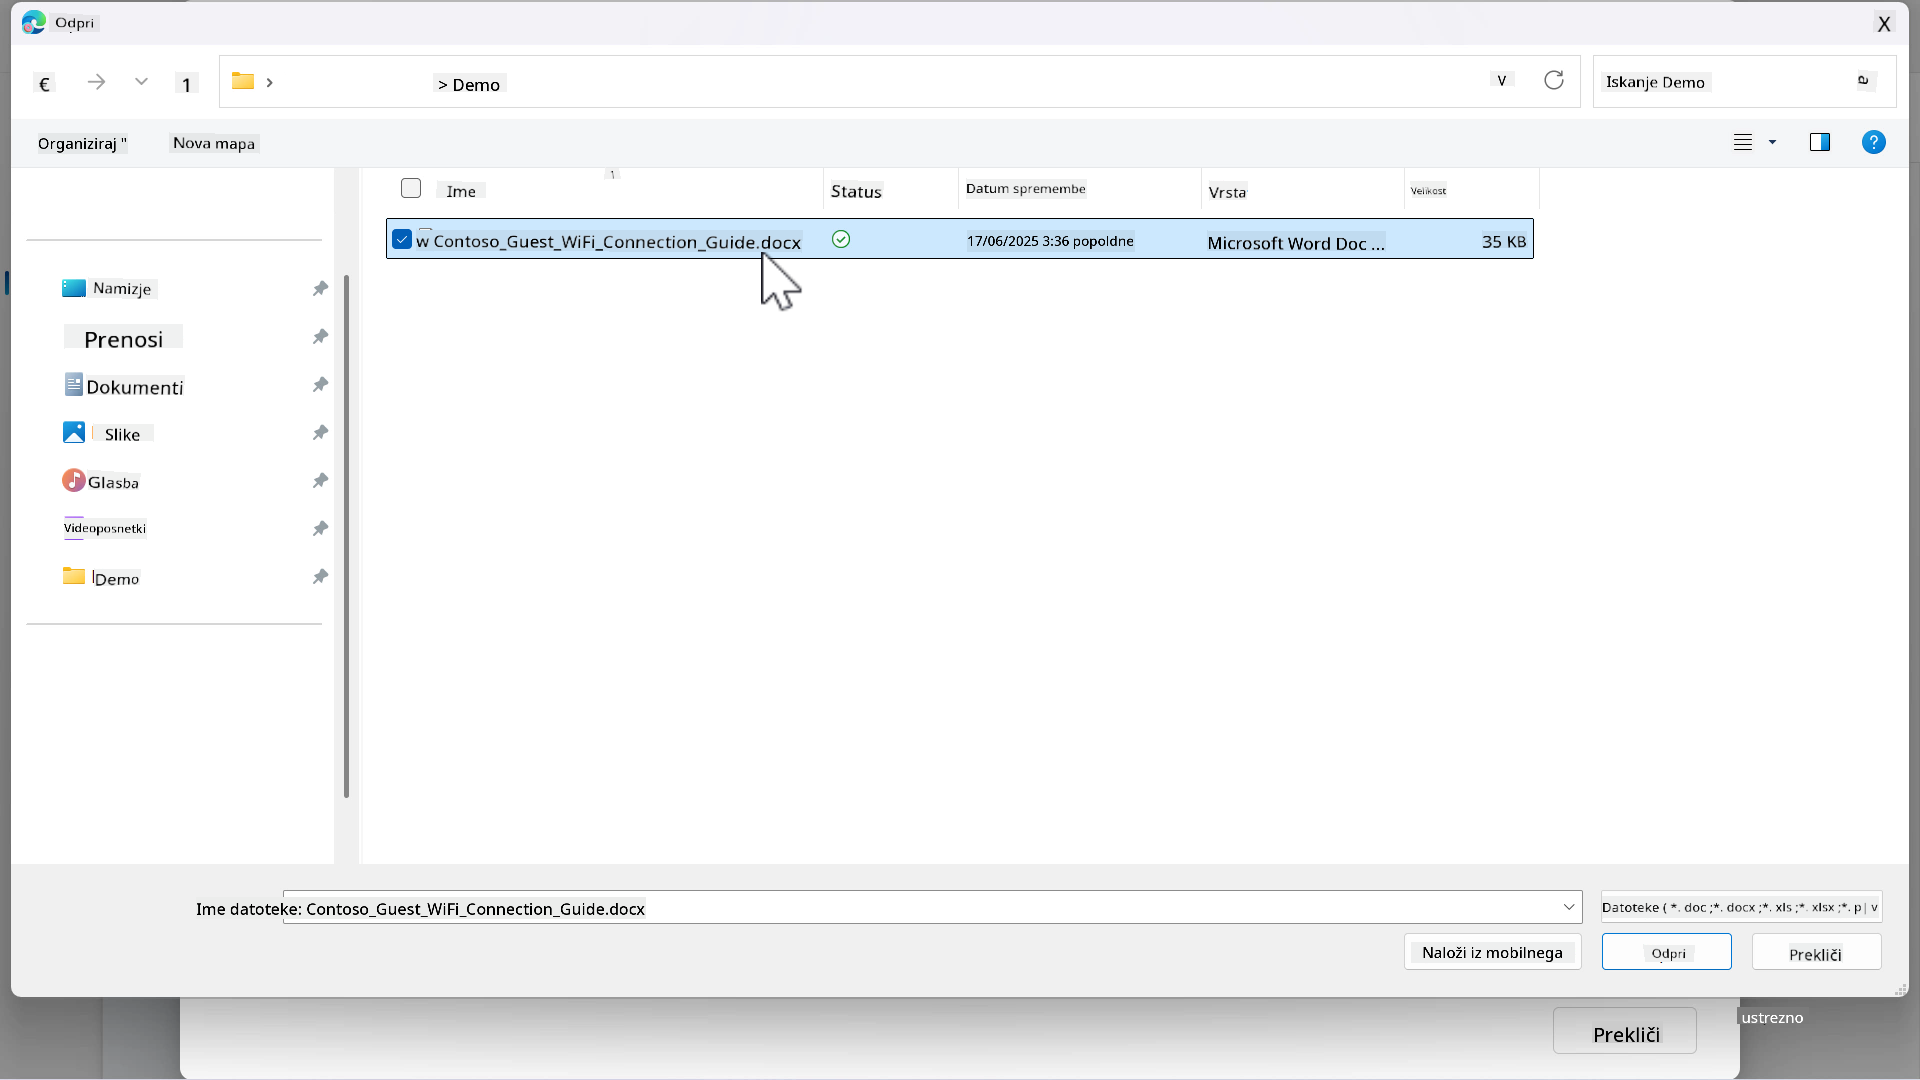 Odpri
X
€
1
> Demo
v
Iskanje Demo
Organiziraj "
Nova mapa
1
Ime
Status
Datum spremembe
Vrsta
Velikost
w Contoso_Guest_WiFi_Connection_Guide.docx
17/06/2025 3:36 popoldne
Microsoft Word Doc ...
35 KB
Namizje
Prenosi
Dokumenti
Slike
Glasba
Videoposnetki
Demo
Ime datoteke: Contoso_Guest_WiFi_Connection_Guide.docx
Datoteke ( *. doc ;*. docx ;*. xls ;*. xlsx ;*. p| v
Naloži iz mobilnega
Odpri
Prekliči
ustrezno
Prekliči